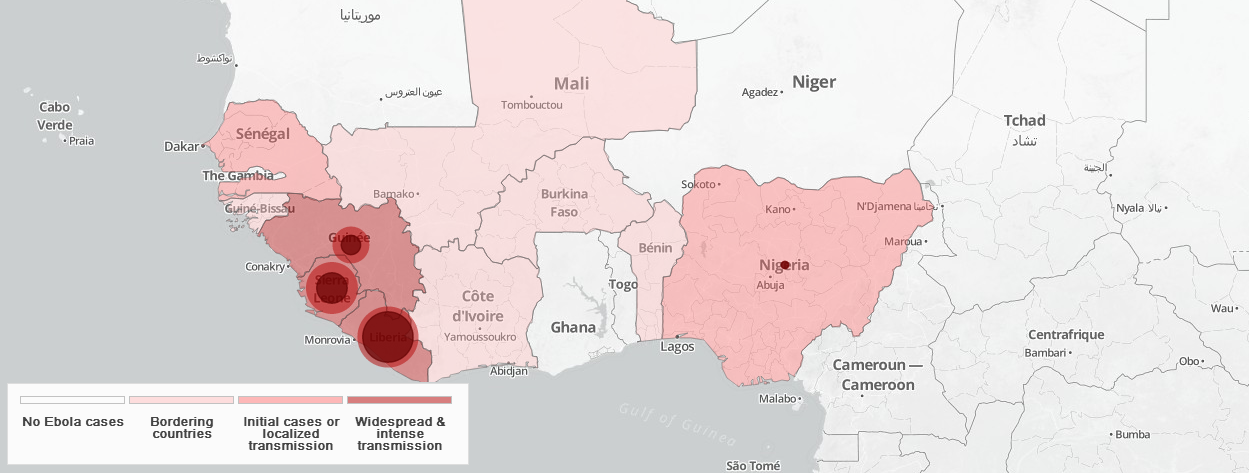 موريتانيا
نواكشوط
عيون العتروس
Cabo
Verde
Praia
Mali
Tombouctou
Niger
Agadez
Tchad
تشاد
Sénégal
Dakar
The Gambia
Guiné-Bissau
Bamako
Burkina
Faso
Sokoto
Kano
N'Djamena انجامينا
الجنينة
Nyala نيالا
Maroua
Guinée
Conakry
Bénin
Nigeria
Abuja
Sierra
Leone
Togo
Côte
d'Ivoire
Yamoussoukro
Ghana
Monrovia
Liberia
Lagos
Abidjan
Wau
Centrafrique
Bambari
Obo
Cameroun —
Cameroon
Malabo
Gulf of Guinea
Bumba
São Tomé
No Ebola cases
Bordering
countries
Initial cases or
localized
transmission
Widespread &
intense
transmission